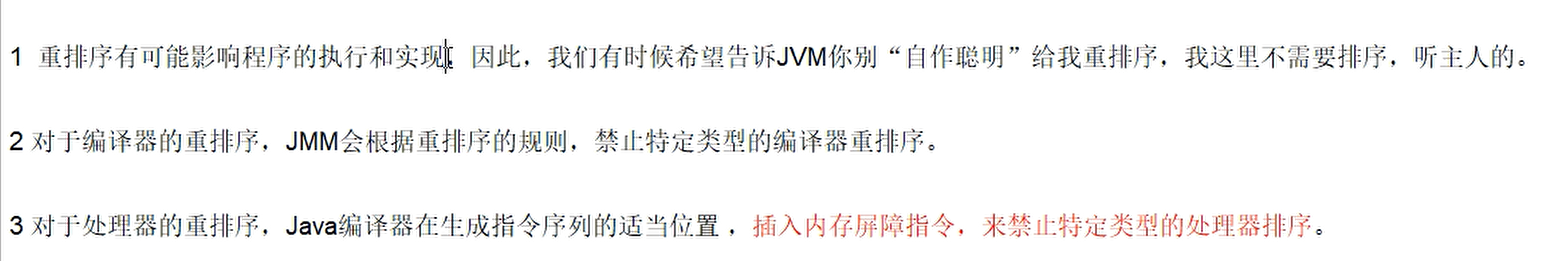 1 重排序有可能影响程序的执行和实现，因此，我们有时候希望告诉JVM你别“自作聪明”给我重排序，我这里不需要排序，听主人的。
2 对于编译器的重排序，JMM会根据重排序的规则，禁止特定类型的编译器重排序。
3 对于处理器的重排序，Java编译器在生成指令序列的适当位置，插入内存屏障指令，来禁止特定类型的处理器排序。